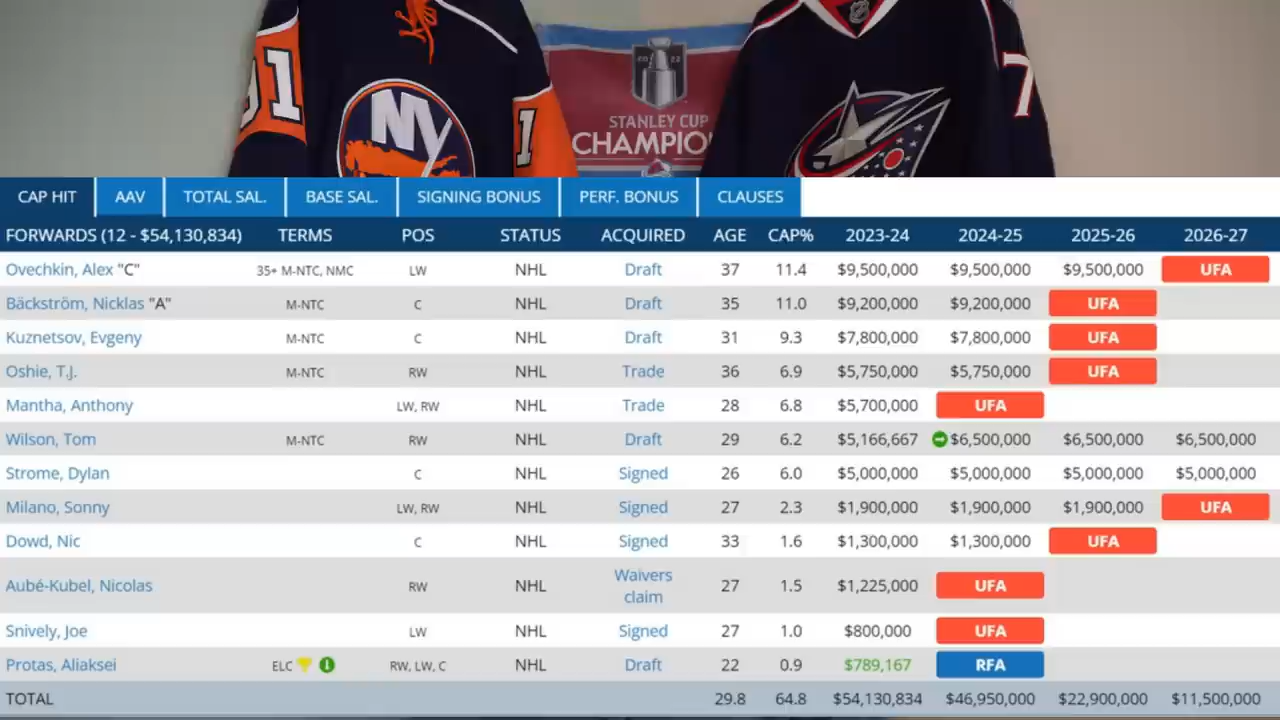 91
1
NY
2022
STANLEY CUP
CHAMPIO
7
CAP HIT AAV TOTAL SAL. BASE SAL. SIGNING BONUS PERF. BONUS CLAUSES
FORWARDS (12 - $54,130,834) TERMS POS STATUS ACQUIRED AGE CAP% 2023-24 2024-25 2025-26 2026-27
Ovechkin, Alex "C" 35+ M-NTC, NMC LW NHL Draft 37 11.4 $9,500,000 $9,500,000 $9,500,000 UFA
Bäckström, Nicklas "A" M-NTC C NHL Draft 35 11.0 $9,200,000 $9,200,000 UFA
Kuznetsov, Evgeny M-NTC C NHL Draft 31 9.3 $7,800,000 $7,800,000 UFA
Oshie, T.J. M-NTC RW NHL Trade 36 6.9 $5,750,000 $5,750,000 UFA
Mantha, Anthony LW, RW NHL Trade 28 6.8 $5,700,000 UFA
Wilson, Tom M-NTC RW NHL Draft 29 6.2 $5,166,667 $6,500,000 $6,500,000 $6,500,000
Strome, Dylan C NHL Signed 26 6.0 $5,000,000 $5,000,000 $5,000,000 $5,000,000
Milano, Sonny LW, RW NHL Signed 27 2.3 $1,900,000 $1,900,000 $1,900,000 UFA
Dowd, Nic C NHL Signed 33 1.6 $1,300,000 $1,300,000 UFA
Aubé-Kubel, Nicolas RW NHL Waivers claim 27 1.5 $1,225,000 UFA
Snively, Joe LW NHL Signed 27 1.0 $800,000 UFA
Protas, Aliaksei ELC RW, LW, C NHL Draft 22 0.9 $789,167 RFA
TOTAL 29.8 64.8 $54,130,834 $46,950,000 $22,900,000 $11,500,000